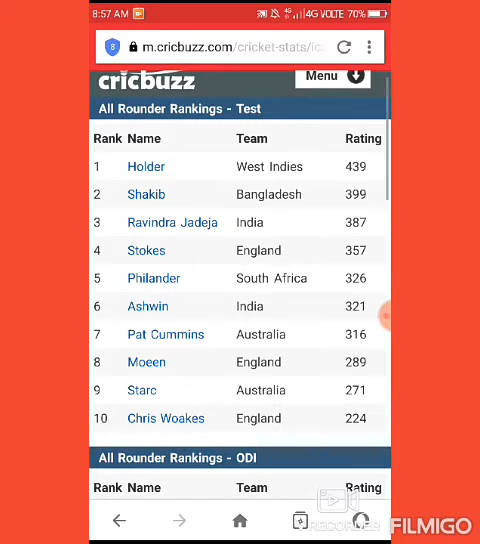 8:57 AM 4G 4G VOLTE 70%
8 m.cricbuzz.com/cricket-stats/ic
cricbuzz Menu
All Rounder Rankings - Test
Rank Name Team Rating
1 Holder West Indies 439
2 Shakib Bangladesh 399
3 Ravindra Jadeja India 387
4 Stokes England 357
5 Philander South Africa 326
6 Ashwin India 321
7 Pat Cummins Australia 316
8 Moeen England 289
9 Starc Australia 271
10 Chris Woakes England 224
All Rounder Rankings - ODI
Rank Name Team Rating
RECORDER FILMIGO